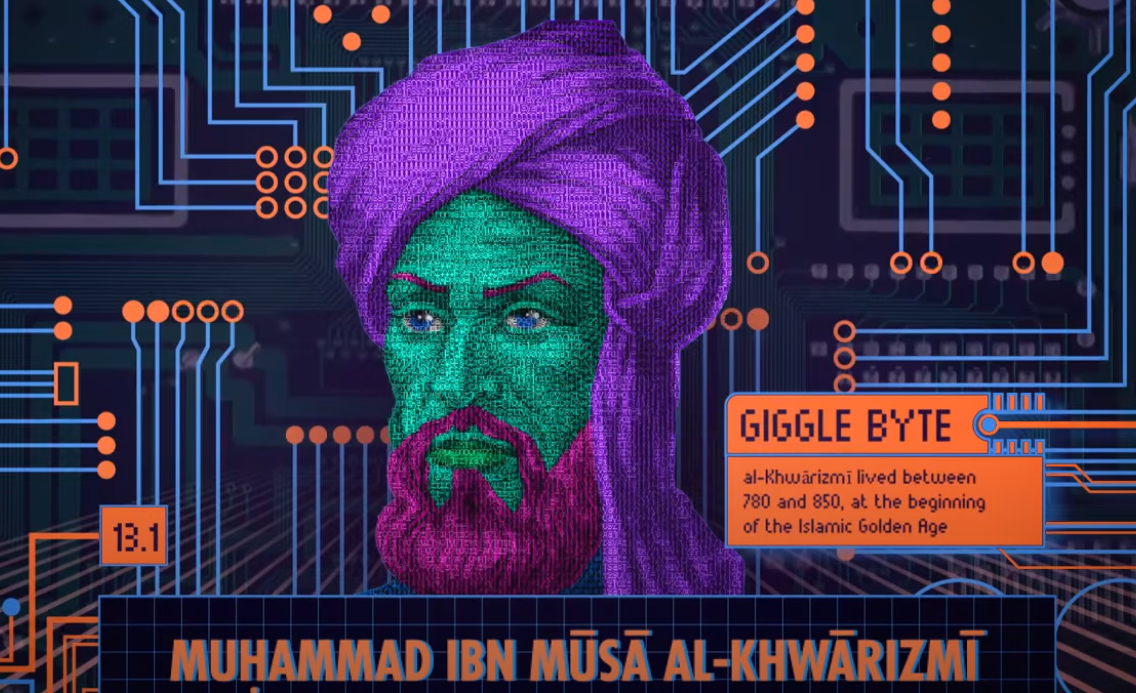 GIGGLE BYTE
al-Khwārizmī lived between
780 and 850, at the beginning
of the Islamic Golden Age
13.1
MUHAMMAD IBN MŪSĀ AL-KHWĀRIZMĪ